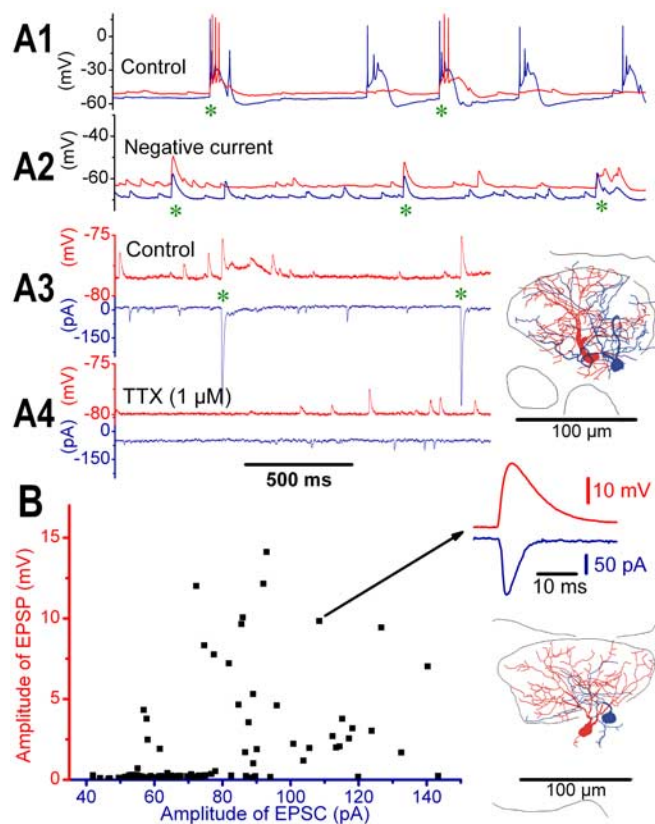 A1
0
-30
-60
(mV)
Control
*
*
A2
-40
-60
(mV)
Negative current
*
*
*
A3
-75
(mV)
-80
Control
*
*
0
(pA)
-150
A4
-75
(mV)
-80
TTX (1 µM)
0
(pA)
-150
500 ms
100 µm
B
Amplitude of EPSP (mV)
15
10
5
0
40
60
80
100
120
140
Amplitude of EPSC (pA)
10 mV
50 pA
10 ms
100 µm